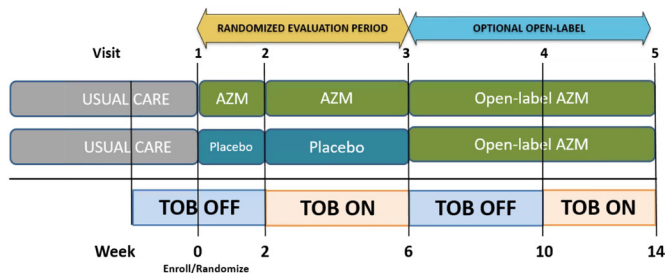 RANDOMIZED EVALUATION PERIOD OPTIONAL OPEN-LABEL
Visit 1 2 3 4 5
USUAL CARE AZM AZM Open-label AZM
USUAL CARE Placebo Placebo Open-label AZM
TOB OFF TOB ON TOB OFF TOB ON
Week 0 2 6 10 14
Enroll/Randomize